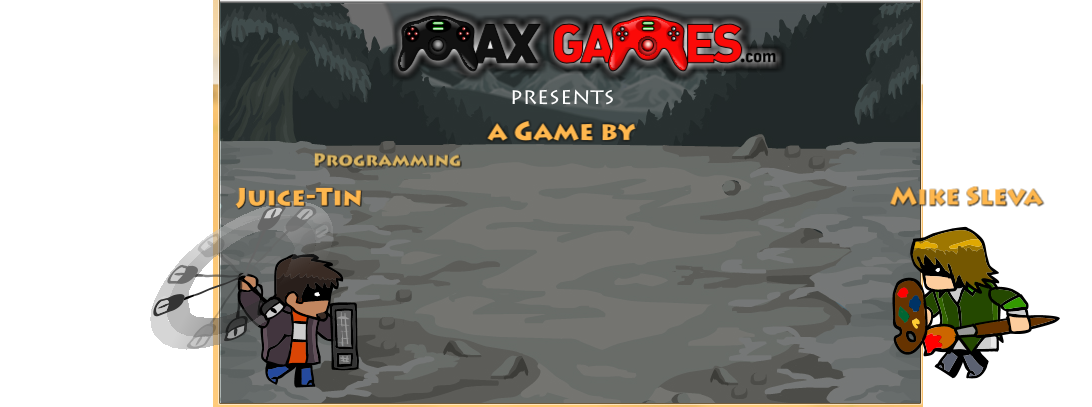 MAX GAMES.com
PRESENTS
A GAME BY
PROGRAMMING
JUICE-TIN
MIKE SLEVA